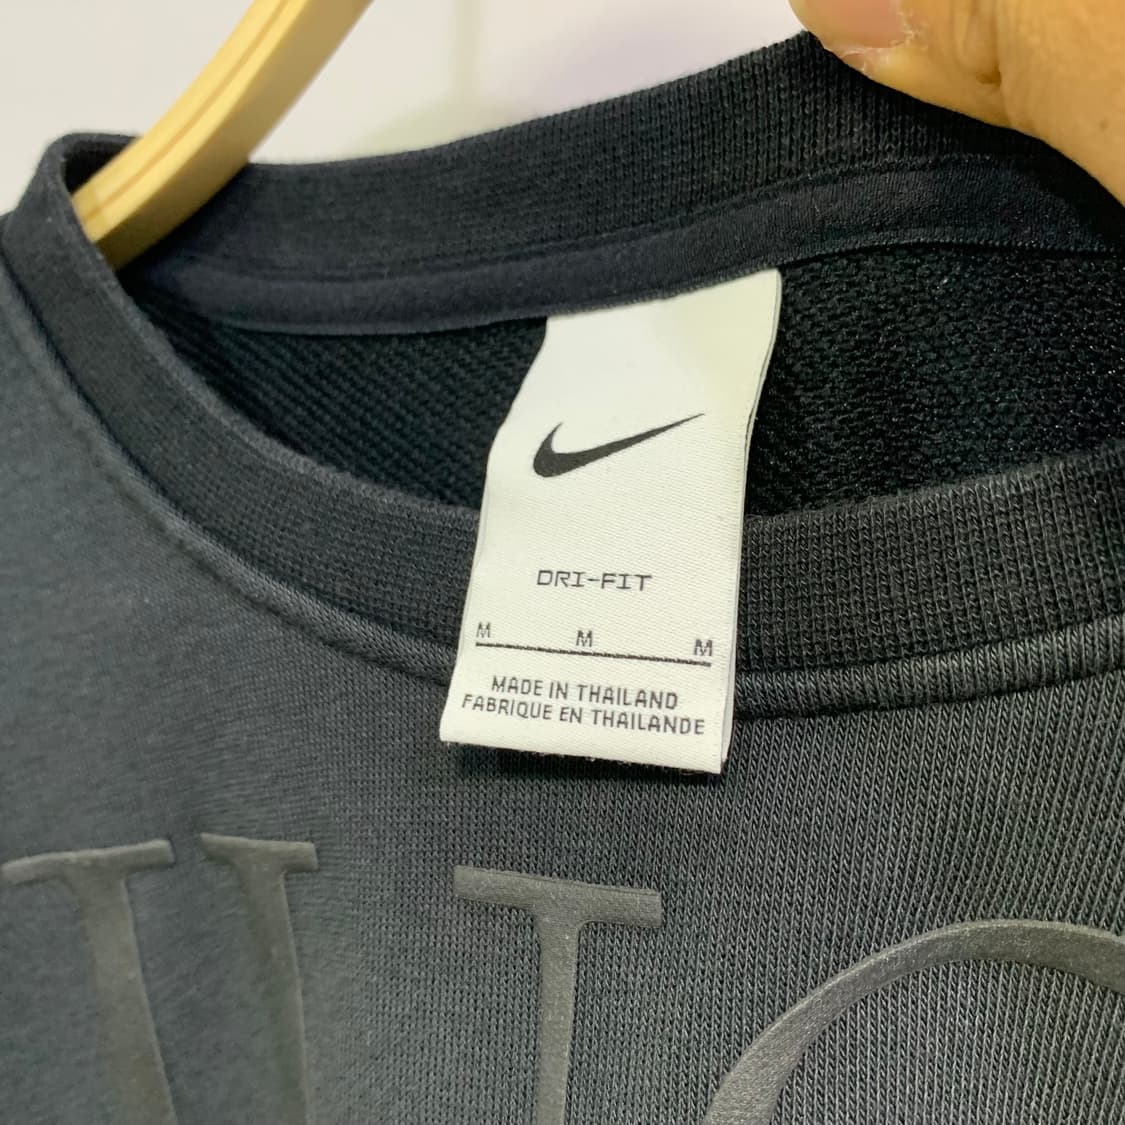 DRI-FIT
M M M
MADE IN THAILAND
FABRIQUE EN THAILANDE